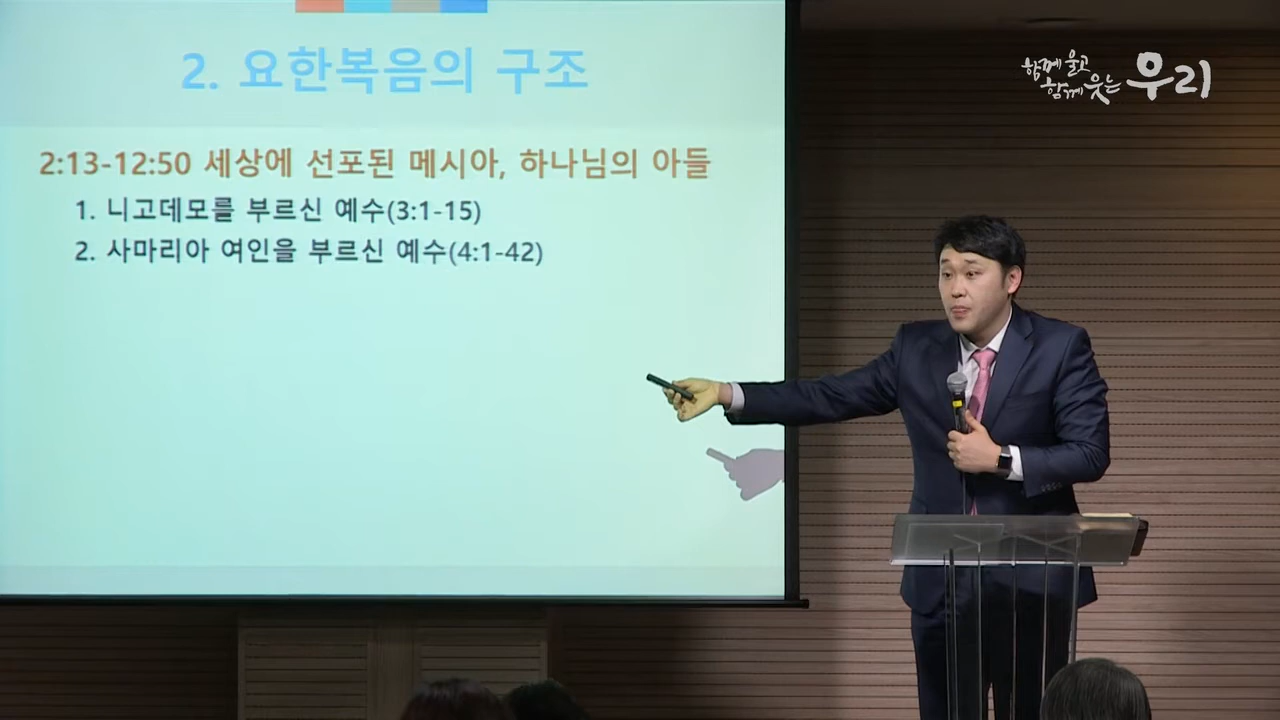 2. 요한복음의 구조
함께 울고
함께 웃는 우리
2:13-12:50 세상에 선포된 메시아, 하나님의 아들
1. 니고데모를 부르신 예수(3:1-15)
2. 사마리아 여인을 부르신 예수(4:1-42)